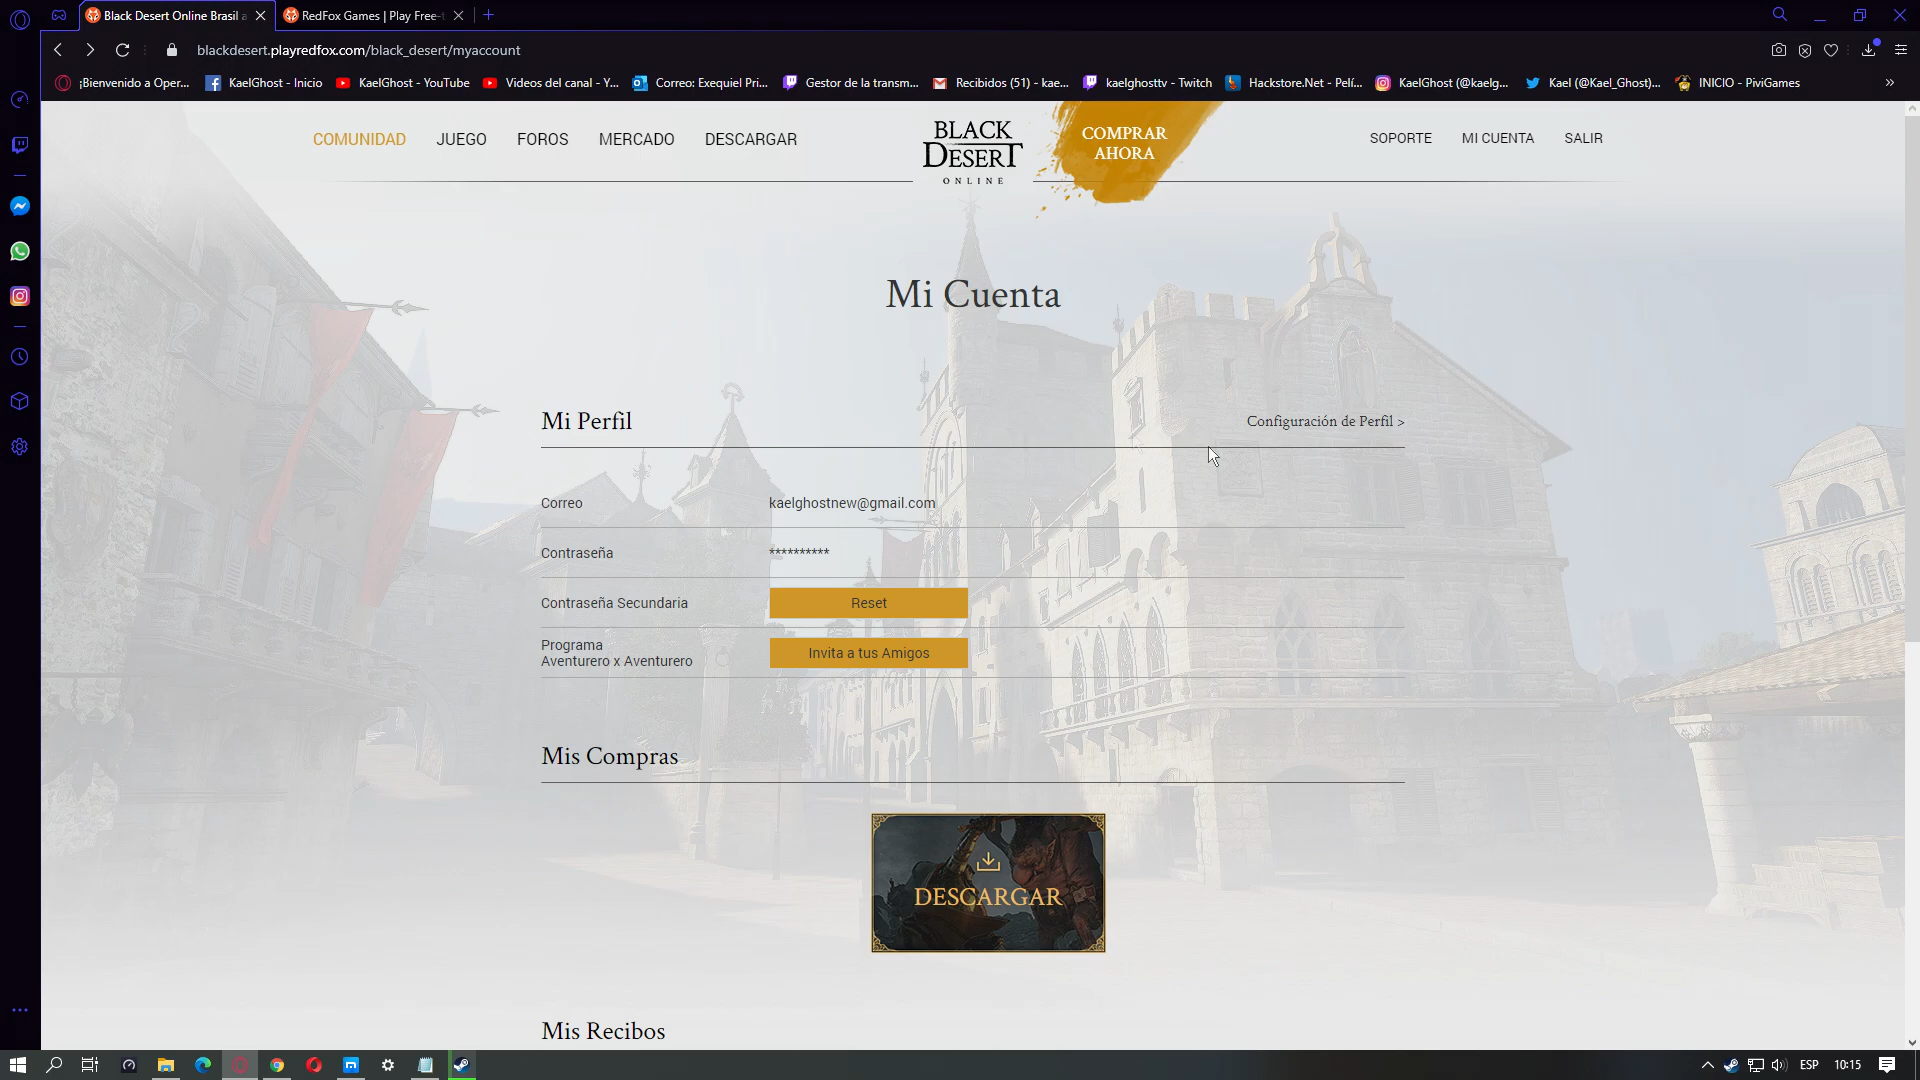 Black Desert Online Brasil a
RedFox Games | Play Free-t
blackdesert.playredfox.com/black_desert/myaccount
¡Bienvenido a Oper...
KaelGhost - Inicio
KaelGhost - YouTube
Videos del canal - Y...
Correo: Exequiel Pri...
Gestor de la transm...
Recibidos (51) - kae...
kaelghosttv - Twitch
Hackstore.Net - Pelí...
KaelGhost (@kaelg...
Kael (@Kael_Ghost)...
INICIO - PiviGames
»
COMUNIDAD
JUEGO
FOROS
MERCADO
DESCARGAR
BLACK
DESERT
ONLINE
COMPRAR
AHORA
SOPORTE
MI CUENTA
SALIR
Mi Cuenta
Mi Perfil
Configuración de Perfil >
Correo
kaelghostnew@gmail.com
Contraseña
**********
Contraseña Secundaria
Reset
Programa
Aventurero x Aventurero
Invita a tus Amigos
Mis Compras
DESCARGAR
Mis Recibos
ESP
10:15